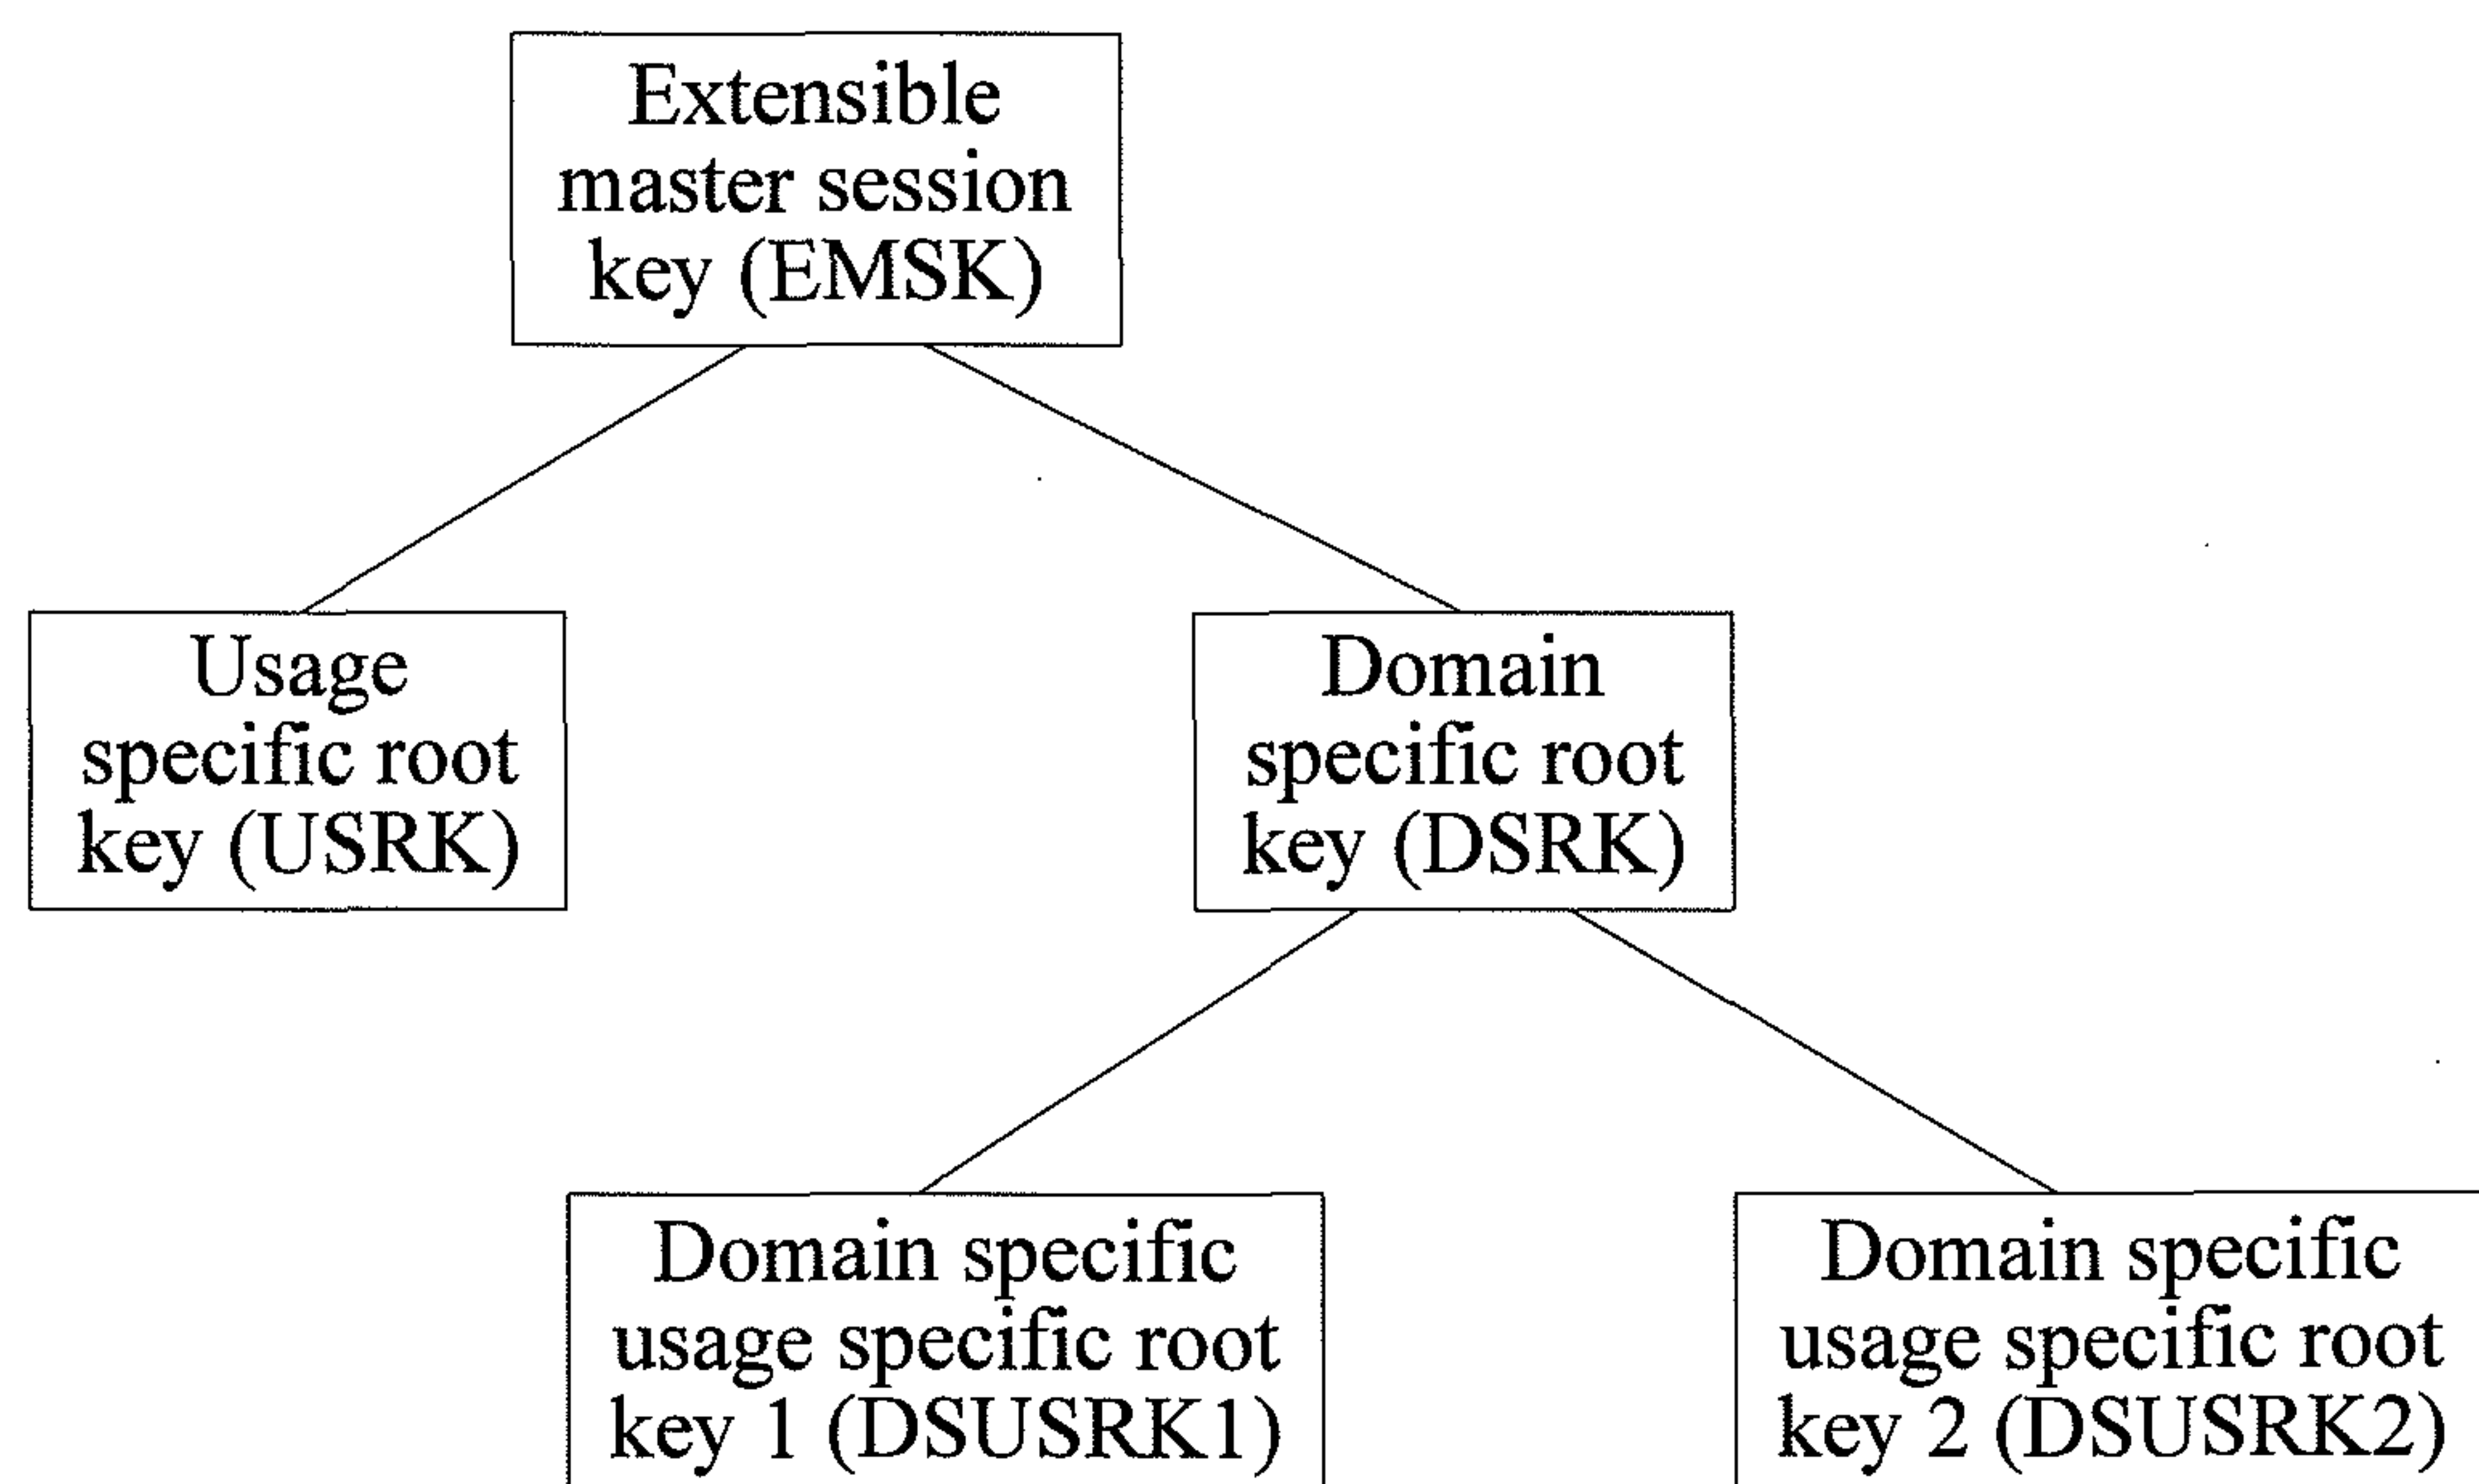 Extensible
master session
key (EMSK)
Usage
specific root
key (USRK)
Domain
specific root
key (DSRK)
Domain specific
usage specific root
key 1 (DSUSRK1)
Domain specific
usage specific root
key 2 (DSUSRK2)